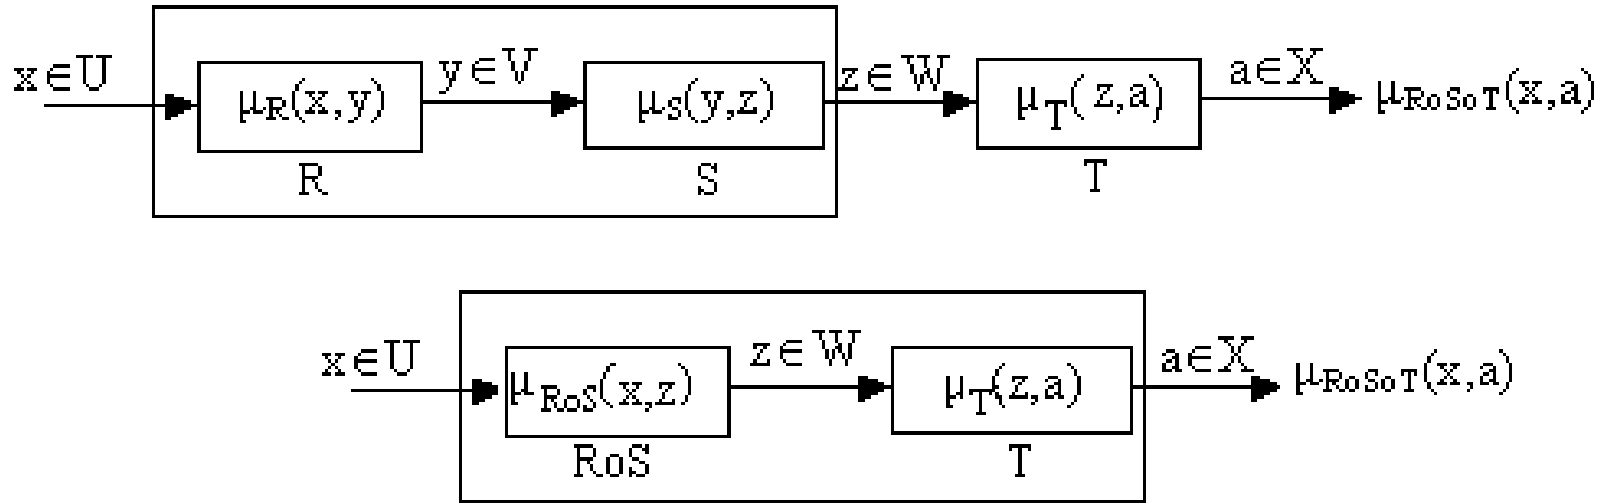 x∈U μR(x,y) y∈V μS(y,z) z∈W μT(z,a) a∈X μRoSoT(x,a)
R S T
x∈U μRoS(x,z) z∈W μT(z,a) a∈X μRoSoT(x,a)
RoS T